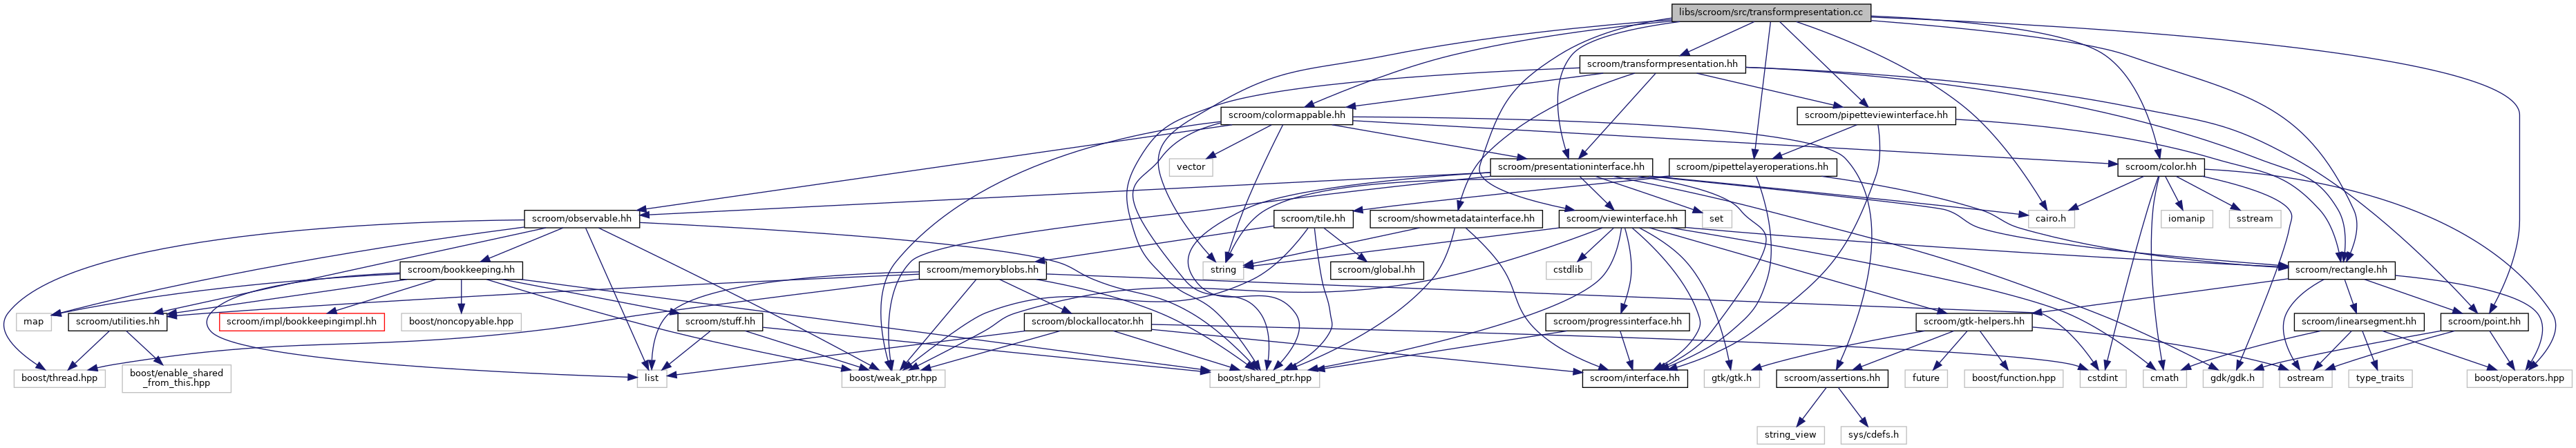 libs/scroom/src/transformpresentation.cc
scroom/transformpresentation.hh
scroom/colormappable.hh
scroom/pipetteviewinterface.hh
vector
scroom/presentationinterface.hh
scroom/pipettelayeroperations.hh
scroom/color.hh
scroom/observable.hh
scroom/tile.hh
scroom/showmetadatainterface.hh
scroom/viewinterface.hh
set
cairo.h
iomanip
sstream
scroom/bookkeeping.hh
scroom/memoryblobs.hh
string
scroom/global.hh
cstdlib
scroom/rectangle.hh
map
scroom/utilities.hh
scroom/impl/bookkeepingimpl.hh
boost/noncopyable.hpp
scroom/stuff.hh
scroom/blockallocator.hh
scroom/progressinterface.hh
scroom/gtk-helpers.hh
scroom/linearsegment.hh
scroom/point.hh
boost/thread.hpp
boost/enable_shared
_from_this.hpp
list
boost/weak_ptr.hpp
boost/shared_ptr.hpp
scroom/interface.hh
gtk/gtk.h
scroom/assertions.hh
future
boost/function.hpp
cstdint
cmath
gdk/gdk.h
ostream
type_traits
boost/operators.hpp
string_view
sys/cdefs.h